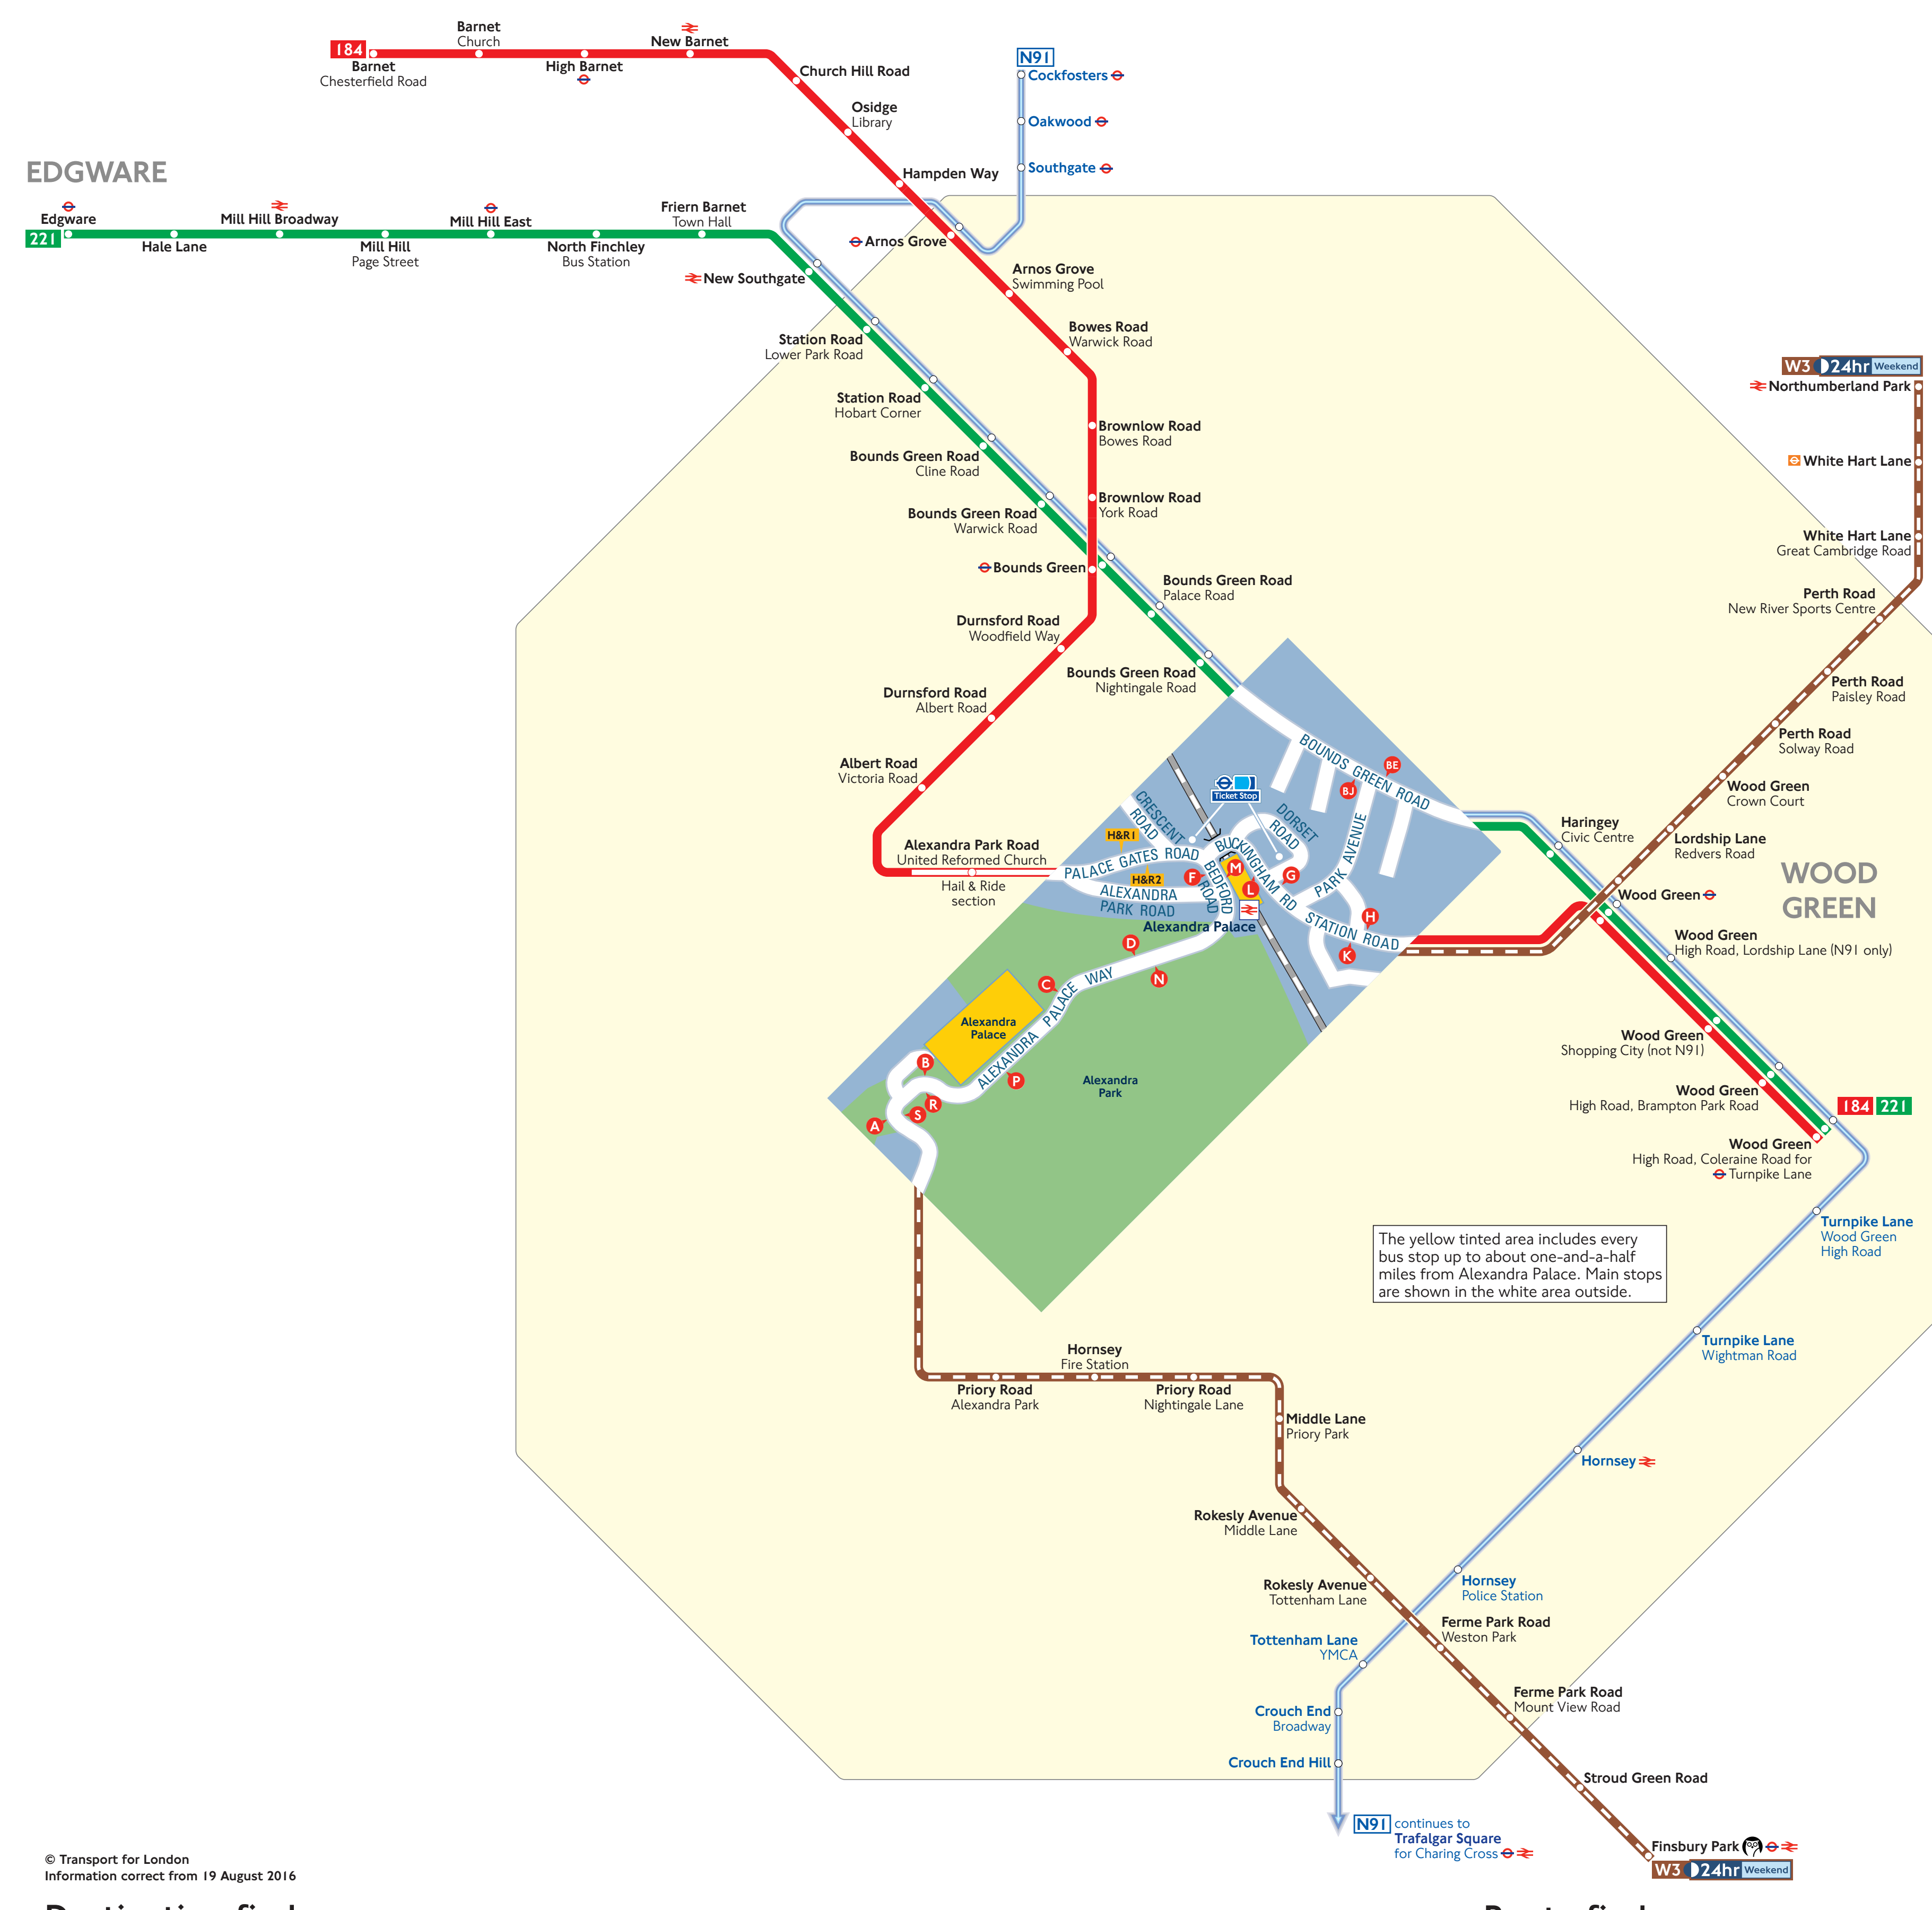 184
Barnet
Chesterfield Road
Barnet
Church
High Barnet
New Barnet
Church Hill Road
Osidge
Library
Hampden Way
N91
Cockfosters
Oakwood
Southgate
EDGWARE
221
Edgware
Hale Lane
Mill Hill Broadway
Mill Hill
Page Street
Mill Hill East
North Finchley
Bus Station
Friern Barnet
Town Hall
New Southgate
Arnos Grove
Arnos Grove
Swimming Pool
Bowes Road
Warwick Road
Station Road
Lower Park Road
Station Road
Hobart Corner
Bounds Green Road
Cline Road
Bounds Green Road
Warwick Road
Brownlow Road
Bowes Road
Brownlow Road
York Road
Bounds Green
Bounds Green Road
Palace Road
Durnsford Road
Woodfield Way
Bounds Green Road
Nightingale Road
Durnsford Road
Albert Road
Albert Road
Victoria Road
Alexandra Park Road
United Reformed Church
Hail & Ride
section
W3 24hr Weekend
Northumberland Park
White Hart Lane
White Hart Lane
Great Cambridge Road
Perth Road
New River Sports Centre
Perth Road
Paisley Road
Perth Road
Solway Road
Wood Green
Crown Court
Lordship Lane
Redvers Road
Haringey
Civic Centre
WOOD
GREEN
Wood Green
Wood Green
High Road, Lordship Lane (N91 only)
Wood Green
Shopping City (not N91)
Wood Green
High Road, Brampton Park Road
184 221
Wood Green
High Road, Coleraine Road for
Turnpike Lane
BOUNDS GREEN ROAD
BE
BJ
Ticket Stop
CRESCENT
ROAD
DORSET
ROAD
PARK AVENUE
H&R1
PALACE GATES ROAD
BUCKINGHAM RD
H&R2
F
M
G
L
BEDFORD
ROAD
ALEXANDRA
PARK ROAD
STATION ROAD
H
K
Alexandra Palace
D
N
C
ALEXANDRA PALACE WAY
Alexandra
Palace
B
P
R
S
A
Alexandra
Park
The yellow tinted area includes every
bus stop up to about one-and-a-half
miles from Alexandra Palace. Main stops
are shown in the white area outside.
Turnpike Lane
Wood Green
High Road
Turnpike Lane
Wightman Road
Hornsey
Hornsey
Police Station
Tottenham Lane
YMCA
Crouch End
Broadway
Crouch End Hill
N91 continues to
Trafalgar Square
for Charing Cross
Priory Road
Alexandra Park
Hornsey
Fire Station
Priory Road
Nightingale Lane
Middle Lane
Priory Park
Rokesly Avenue
Middle Lane
Rokesly Avenue
Tottenham Lane
Ferme Park Road
Weston Park
Ferme Park Road
Mount View Road
Stroud Green Road
Finsbury Park
W3 24hr Weekend
© Transport for London
Information correct from 19 August 2016